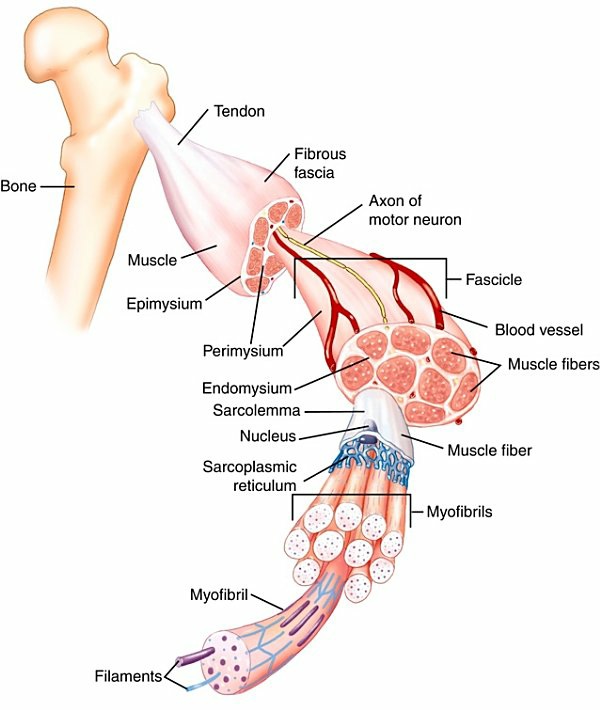 Tendon
Fibrous
fascia
Bone
Axon of
motor neuron
Muscle
Fascicle
Epimysium
Blood vessel
Perimysium
Muscle fibers
Endomysium
Sarcolemma
Nucleus
Muscle fiber
Sarcoplasmic
reticulum
Myofibrils
Myofibril
Filaments